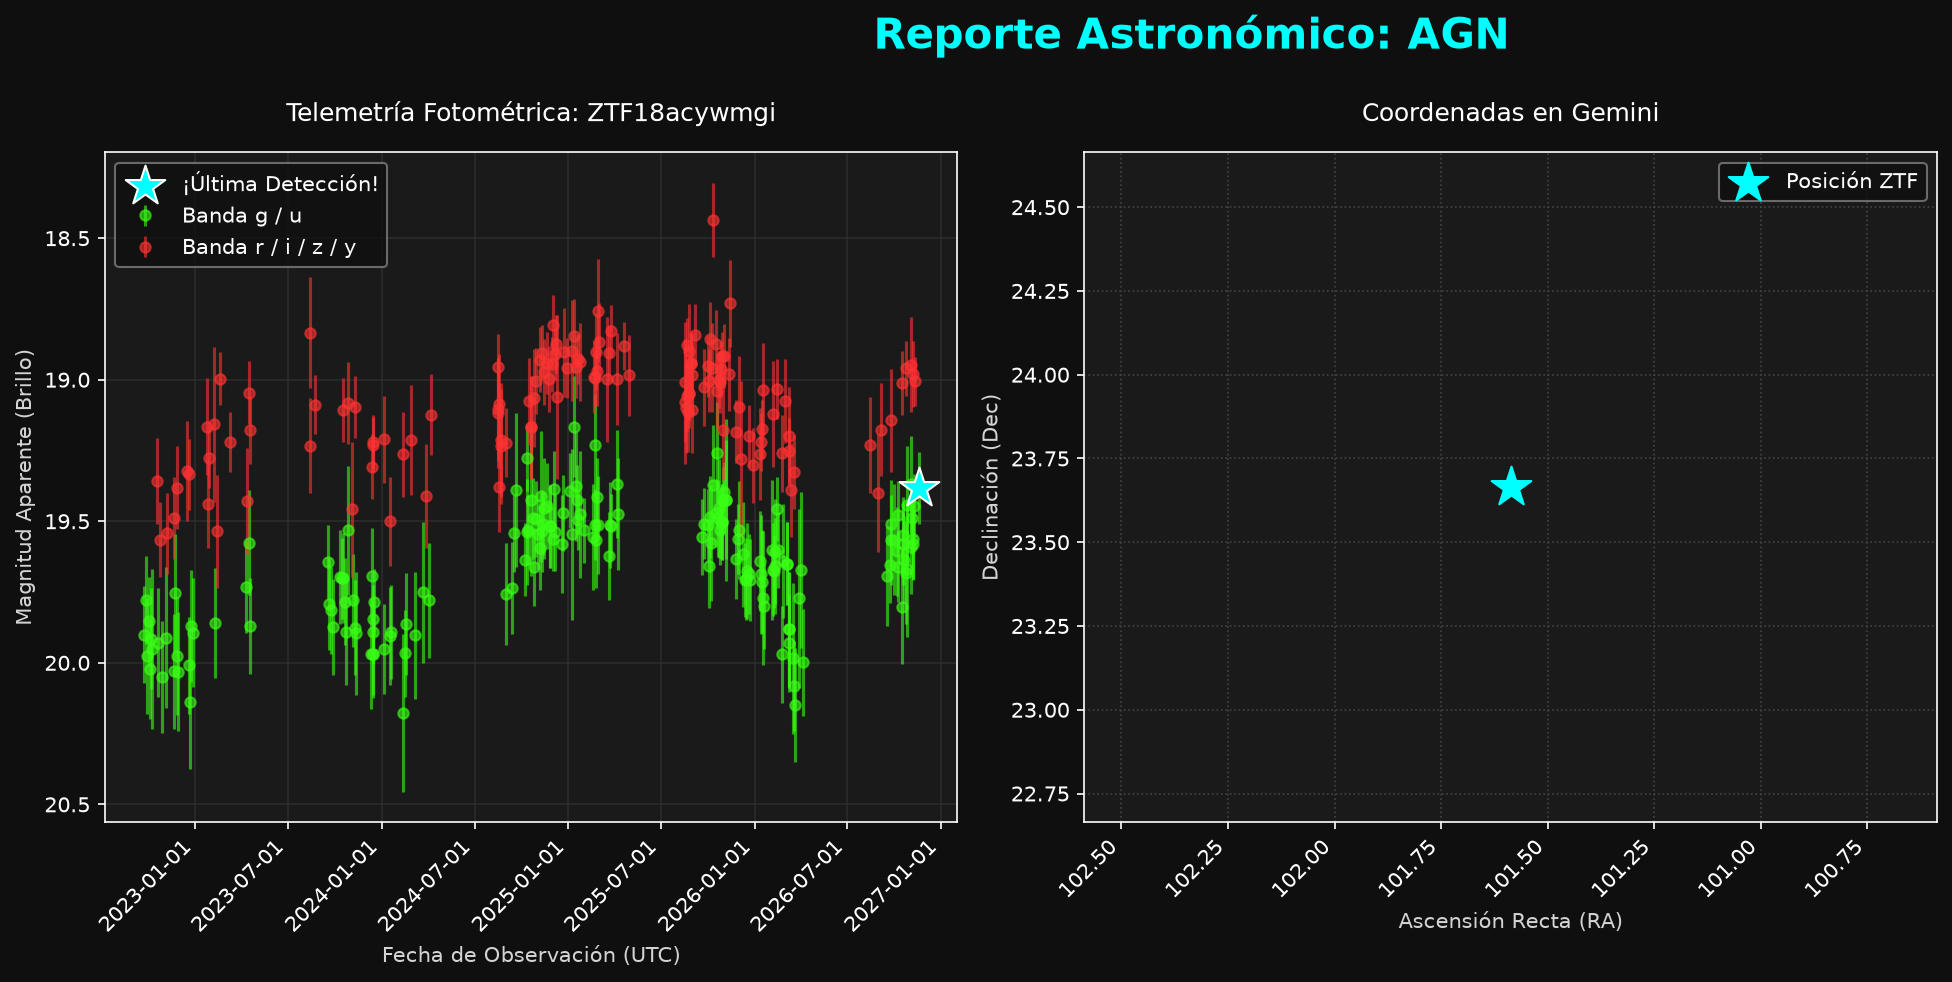 Reporte Astronómico: AGN
Telemetría Fotométrica: ZTF18acywmgi
¡Última Detección!
Banda g / u
Banda r / i / z / y
Magnitud Aparente (Brillo)
18.5
19.0
19.5
20.0
20.5
2023-01-01
2023-07-01
2024-01-01
2024-07-01
2025-01-01
2025-07-01
2026-01-01
2026-07-01
2027-01-01
Fecha de Observación (UTC)
Coordenadas en Gemini
Posición ZTF
Declinación (Dec)
24.50
24.25
24.00
23.75
23.50
23.25
23.00
22.75
102.50
102.25
102.00
101.75
101.50
101.25
101.00
100.75
Ascensión Recta (RA)